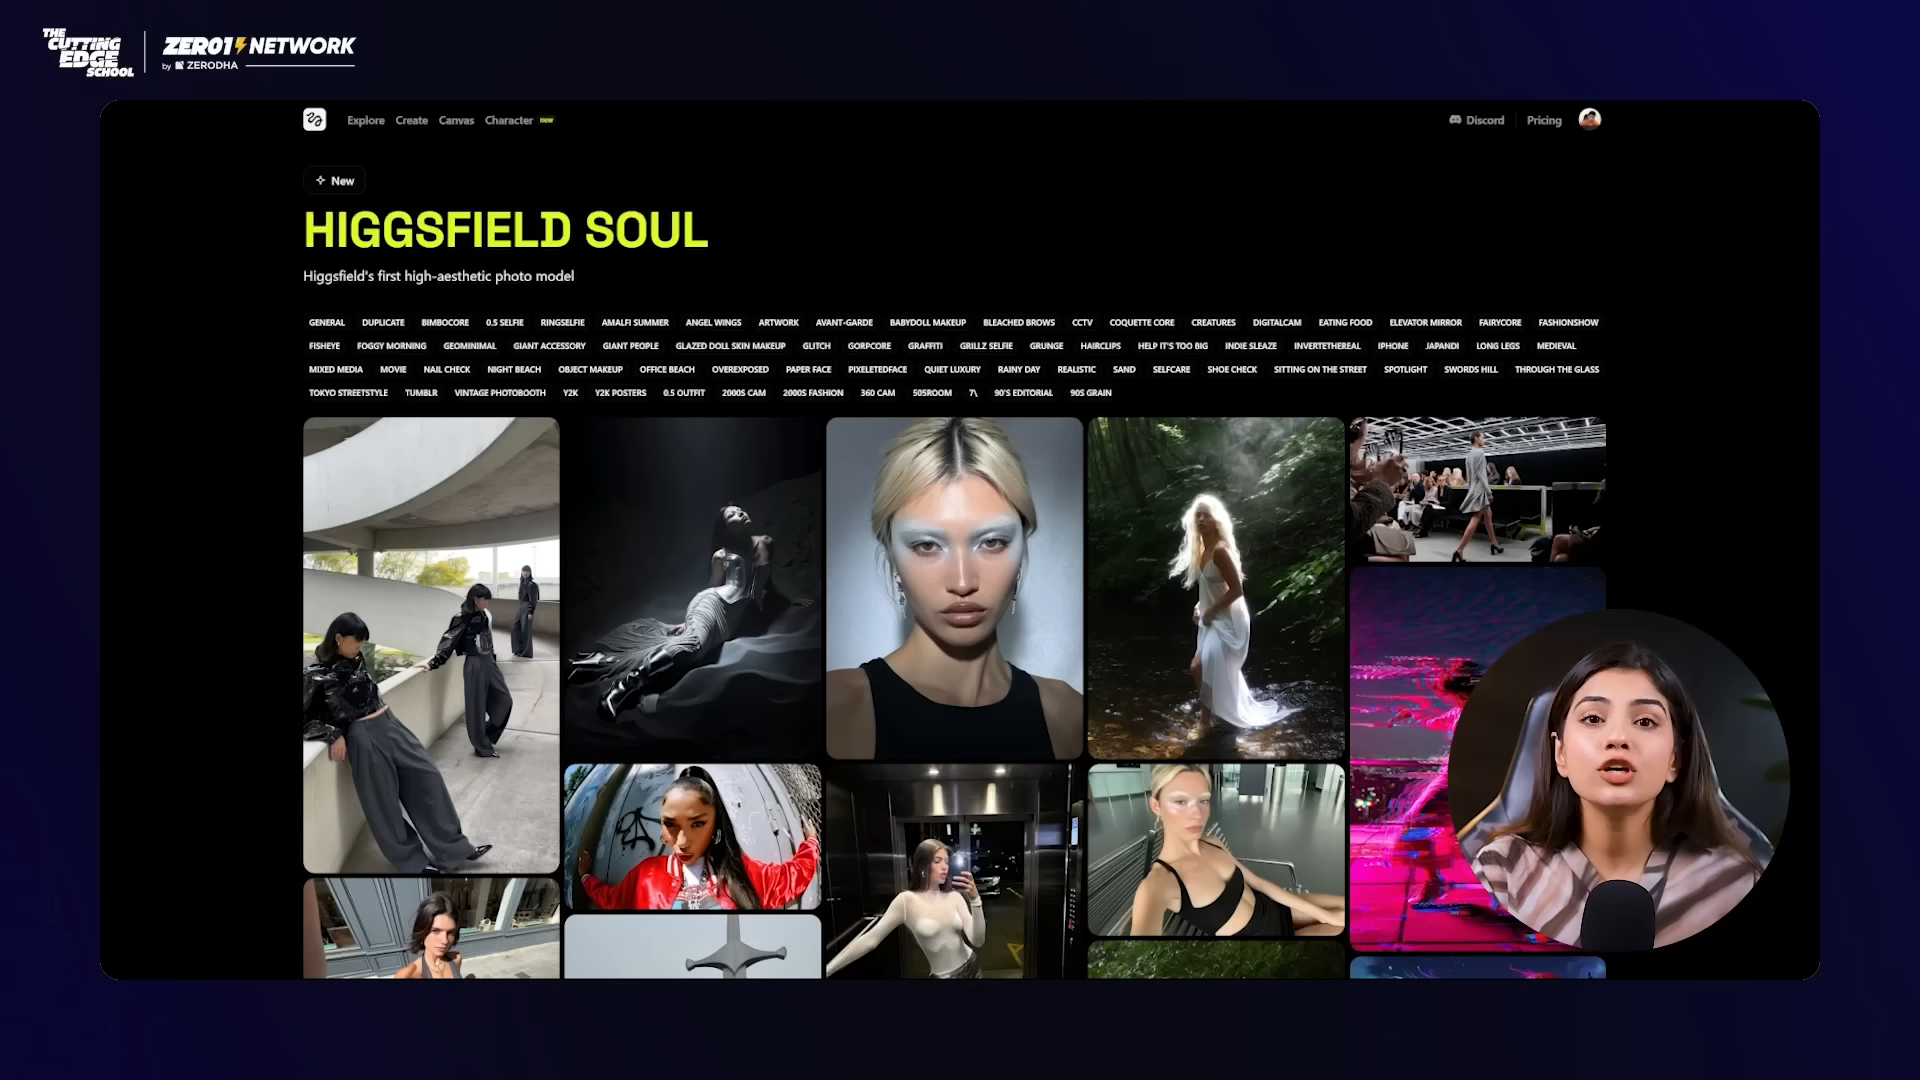 THE CUTTING EDGE SCHOOL
ZERO1 NETWORK
by ZERODHA
Explore Create Canvas Character new
Discord Pricing
New
HIGGSFIELD SOUL
Higgsfield's first high-aesthetic photo model
GENERAL DUPLICATE BIMBOCORE 0.5 SELFIE RINGSELFIE AMALFI SUMMER ANGEL WINGS ARTWORK AVANT-GARDE BABYDOLL MAKEUP BLEACHED BROWS CCTV COQUETTE CORE CREATURES DIGITALCAM EATING FOOD ELEVATOR MIRROR FAIRYCORE FASHIONSHOW
FISHEYE FOGGY MORNING GEOMINIMAL GIANT ACCESSORY GIANT PEOPLE GLAZED DOLL SKIN MAKEUP GLITCH GORPCORE GRAFFITI GRILLZ SELFIE GRUNGE HAIRCLIPS HELP IT'S TOO BIG INDIE SLEAZE INVERTETHEREAL IPHONE JAPANDI LONG LEGS MEDIEVAL
MIXED MEDIA MOVIE NAIL CHECK NIGHT BEACH OBJECT MAKEUP OFFICE BEACH OVEREXPOSED PAPER FACE PIXELETEDFACE QUIET LUXURY RAINY DAY REALISTIC SAND SELFCARE SHOE CHECK SITTING ON THE STREET SPOTLIGHT SWORDS HILL THROUGH THE GLASS
TOKYO STREETSTYLE TUMBLR VINTAGE PHOTOBOOTH Y2K Y2K POSTERS 0.5 OUTFIT 2000S CAM 2000S FASHION 360 CAM 505ROOM 7\ 90'S EDITORIAL 90S GRAIN